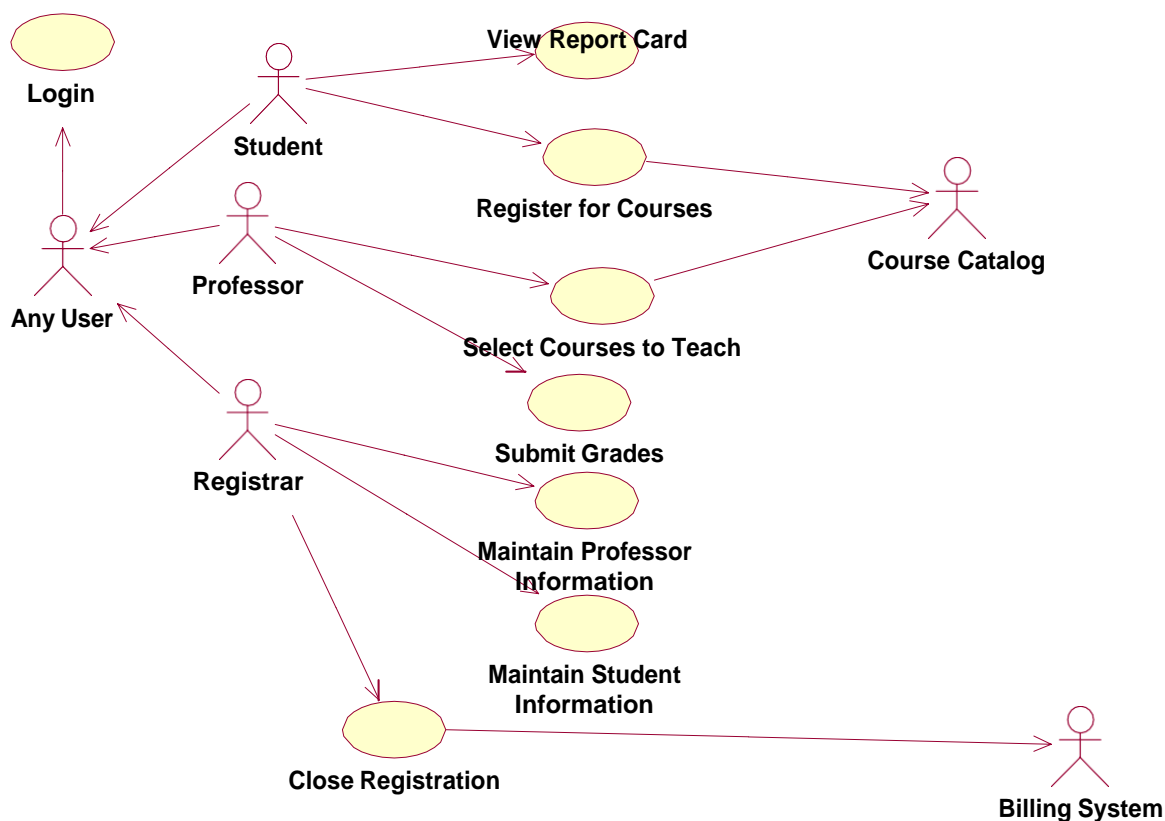 View Report Card
Login
Student
Register for Courses
Course Catalog
Professor
Any User
Select Courses to Teach
Submit Grades
Registrar
Maintain Professor
Information
Maintain Student
Information
Close Registration
Billing System